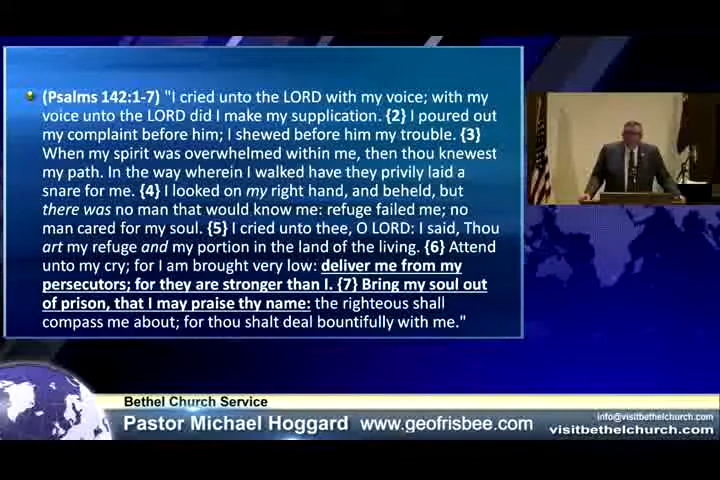 (Psalms 142:1-7) "I cried unto the LORD with my voice; with my
voice unto the LORD did I make my supplication. {2} I poured out
my complaint before him; I shewed before him my trouble. {3}
When my spirit was overwhelmed within me, then thou knewest
my path. In the way wherein I walked have they privily laid a
snare for me. {4} I looked on my right hand, and beheld, but
there was no man that would know me: refuge failed me; no
man cared for my soul. {5} I cried unto thee, O LORD: I said, Thou
art my refuge and my portion in the land of the living. {6} Attend
unto my cry; for I am brought very low: deliver me from my
persecutors; for they are stronger than I. {7} Bring my soul out
of prison, that I may praise thy name: the righteous shall
compass me about; for thou shalt deal bountifully with me."
Bethel Church Service
Pastor Michael Hoggard www.geofrisbee.com
info@visitbethelchurch.com
visitbethelchurch.com